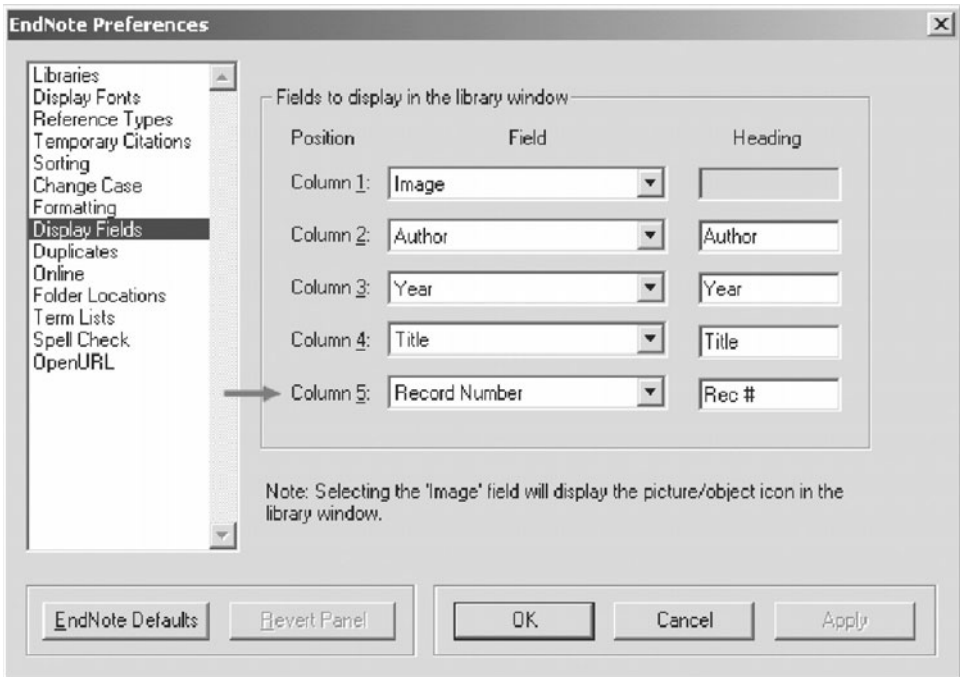 EndNote Preferences
Libraries
Display Fonts
Reference Types
Temporary Citations
Sorting
Change Case
Formatting
Display Fields
Duplicates
Online
Folder Locations
Term Lists
Spell Check
OpenURL
Fields to display in the library window
Position Field Heading
Column 1: Image
Column 2: Author Author
Column 3: Year Year
Column 4: Title Title
Column 5: Record Number Rec #
Note: Selecting the 'Image' field will display the picture/object icon in the
library window.
EndNote Defaults Revert Panel OK Cancel Apply